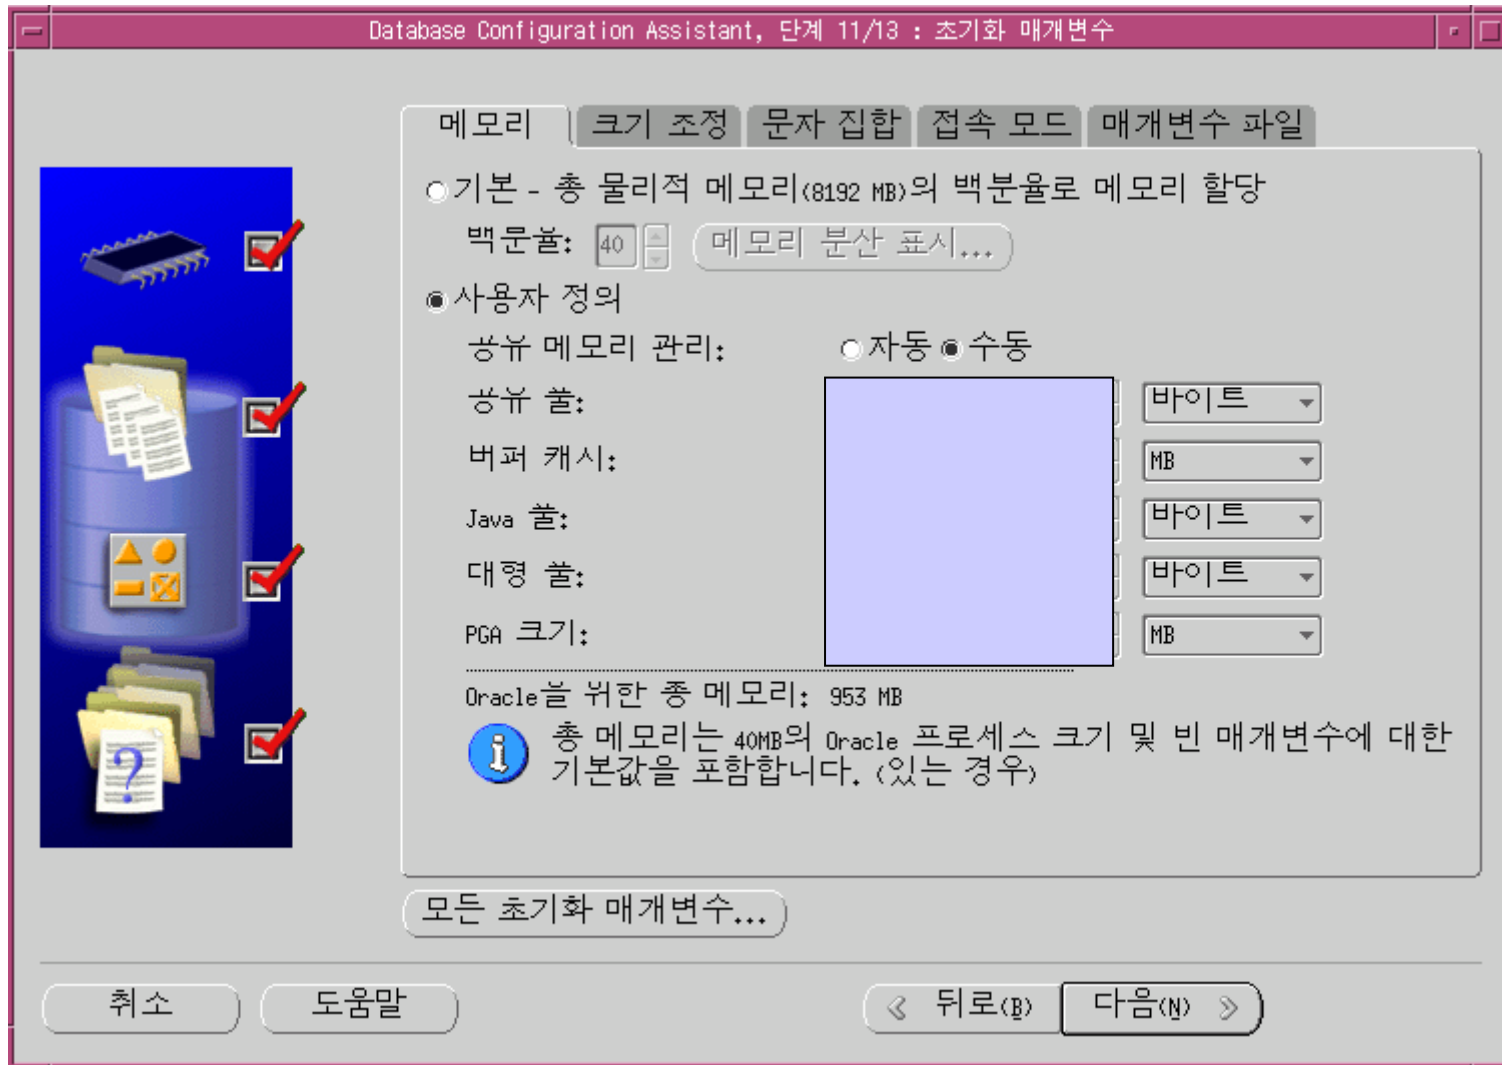 Database Configuration Assistant, 단계 11/13 : 초기화 매개변수
메모리 크기 조정 문자 집합 접속 모드 매개변수 파일
기본 - 총 물리적 메모리(8192 MB)의 백분율로 메모리 할당
백분율: 40 메모리 분산 표시...
사용자 정의
공유 메모리 관리: 자동 수동
공유 풀: 바이트
버퍼 캐시: MB
Java 풀: 바이트
대형 풀: 바이트
PGA 크기: MB
Oracle을 위한 총 메모리: 953 MB
총 메모리는 40MB의 Oracle 프로세스 크기 및 빈 매개변수에 대한
기본값을 포함합니다. (있는 경우)
모든 초기화 매개변수...
취소 도움말 뒤로(B) 다음(N)